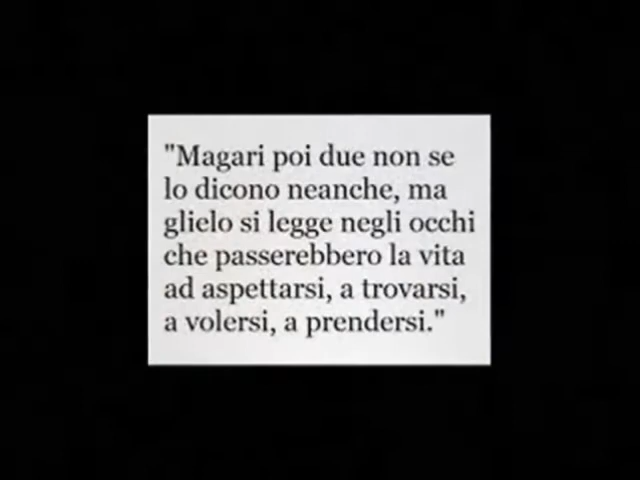 "Magari poi due non se
lo dicono neanche, ma
glielo si legge negli occhi
che passerebbero la vita
ad aspettarsi, a trovarsi,
a volersi, a prendersi."